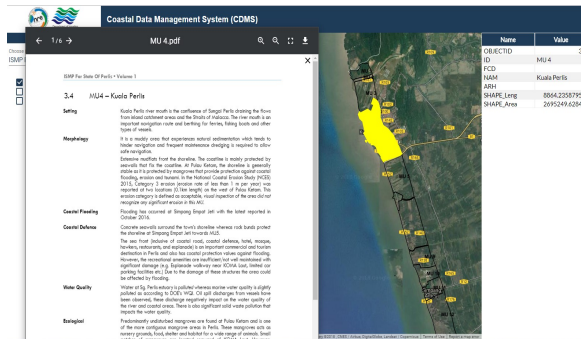 Coastal Data Management System (CDMS)
Choose
ISMP
← 1/6 →
MU 4.pdf
X
ISMP For State Of Perlis • Volume 1
3.4 MU4 – Kuala Perlis
Setting
Kuala Perlis river mouth is the confluence of Sungai Perlis draining the flows
from inland catchment areas and the Straits of Malacca. The river mouth is an
important navigation route and berthing for ferries, fishing boats and other
types of vessels.
Morphology
It is a muddy area that experiences natural sedimentation which tends to
hinder navigation and frequent maintenance dredging is required to allow
safe navigation.
Extensive mudflats front the shoreline. The coastline is mainly protected by
seawalls that fix the coastline. At Pulau Ketam, the shoreline is generally
stable as it is protected by mangroves that provide protection against coastal
flooding, erosion and tsunami. In the National Coastal Erosion Study (NCES)
2015, Category 3 erosion (erosion rate of less than 1 m per year) was
reported at two locations (0.1km length) on the west of Pulau Ketam. This
erosion category is defined as acceptable, visual inspection of the area did not
recognize any significant erosion in this MU.
Coastal Flooding
Flooding has occurred at Simpang Empat Jeti with the latest reported in
October 2016.
Coastal Defence
Concrete seawalls surround the town's shoreline whereas rock bunds protect
the shoreline at Simpang Empat Jeti towards MU5.
The sea front (inclusive of coastal road, coastal defence, hotel, mosque,
hawkers, restaurants, and esplanade) is an important commercial and tourism
destination in Perlis and also has coastal protection values against flooding.
However, the recreational amenities are insufficient/not well maintained with
significant damage (e.g. Esplanade walkway near KOMA Loot, limited car
parking facilities etc.) Due to the damage of these structures the area could
be affected by flooding.
Water Quality
Water at Sg. Perlis estuary is polluted whereas marine water quality is slightly
polluted as according to DOE's WQI. Oil spill discharges from vessels have
been observed, these discharge negatively impact on the water quality of
the river and coastal areas. There is also significant solid waste pollution that
impacts the water quality.
Ecological
Predominantly undisturbed mangroves are found at Pulau Ketam and is one
of the more contiguous mangrove areas in Perlis. These mangroves acts as
nursery grounds, food, shelter and habitat for a wide range of animals. Small
Name Value
OBJECTID 3
ID MU 4
FCD
NAM Kuala Perlis
ARH
SHAPE_Leng 8864.2358795
SHAPE_Area 2695249.6284